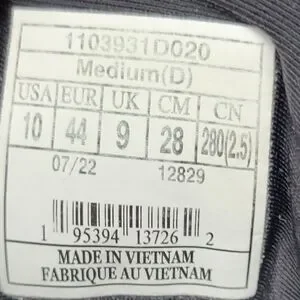 1103931D020
Medium(D)
USA EUR UK CM CN
10 44 9 28 280(2.5)
07/22 12829
1 95394 13726 2
MADE IN VIETNAM
FABRIQUE AU VIETNAM